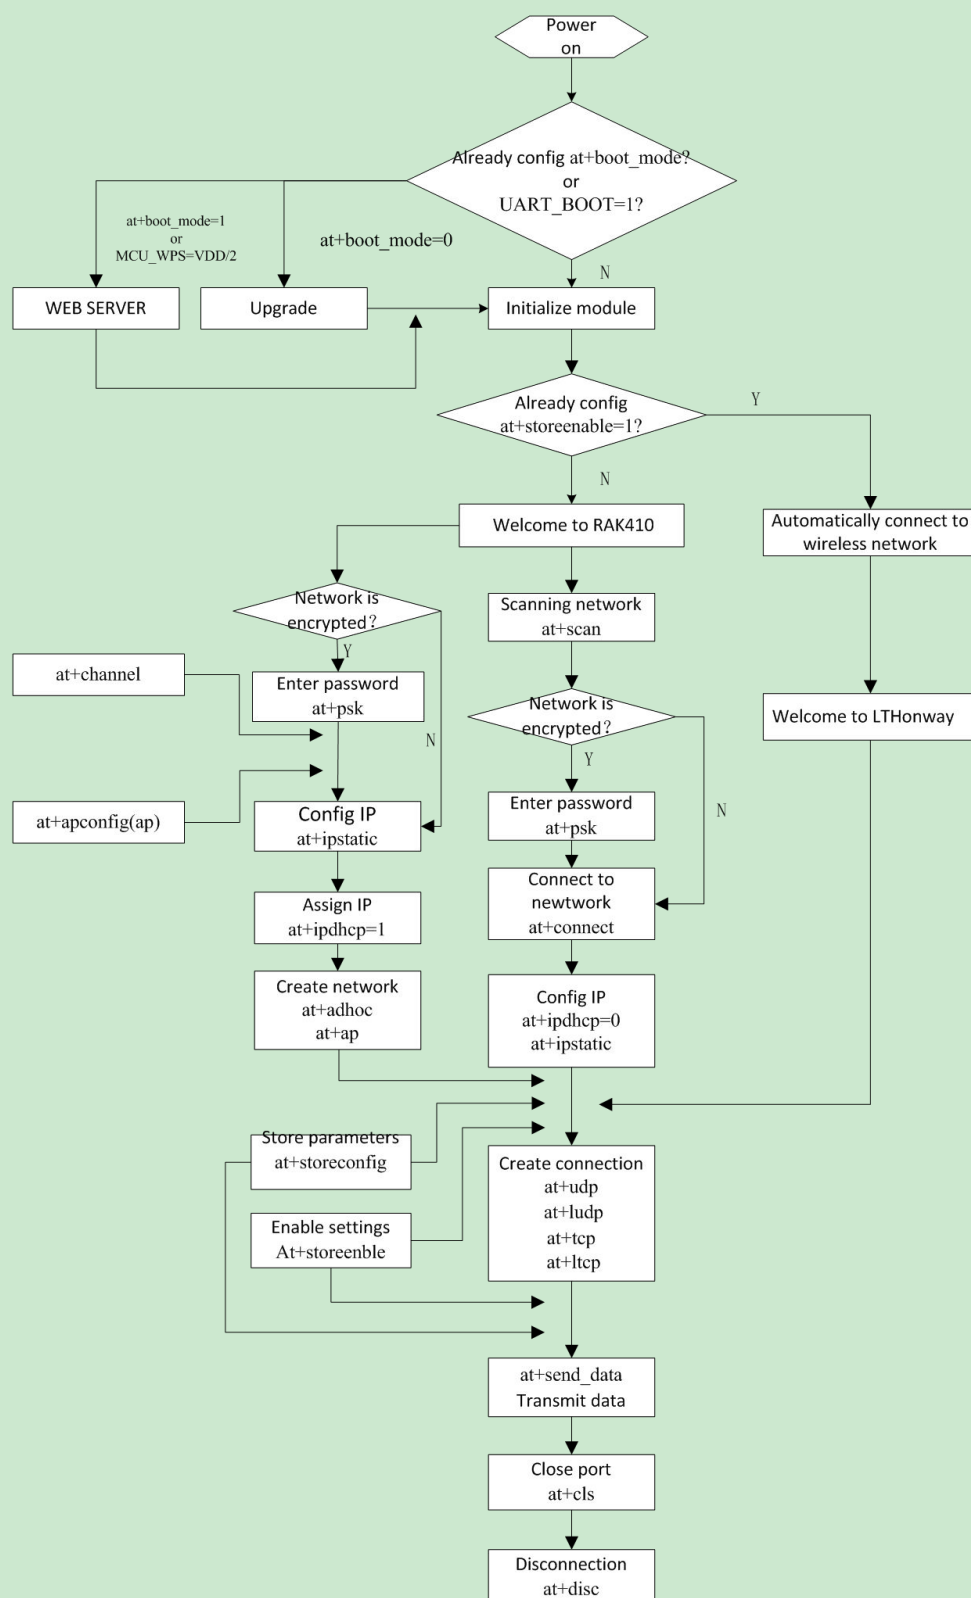 Power
on
Already config at+boot_mode?
or
UART_BOOT=1?
at+boot_mode=1
or
MCU_WPS=VDD/2
at+boot_mode=0
N
WEB SERVER
Upgrade
Initialize module
Already config
at+storeenable=1?
Y
N
Welcome to RAK410
Automatically connect to
wireless network
Network is
encrypted?
Y
Scanning network
at+scan
at+channel
Enter password
at+psk
N
Network is
encrypted?
Y
N
Welcome to LTHonway
at+apconfig(ap)
Config IP
at+ipstatic
Enter password
at+psk
Assign IP
at+ipdhcp=1
Connect to
newtwork
at+connect
Create network
at+adhoc
at+ap
Config IP
at+ipdhcp=0
at+ipstatic
Store parameters
at+storeconfig
Enable settings
At+storeenble
Create connection
at+udp
at+ludp
at+tcp
at+ltcp
at+send_data
Transmit data
Close port
at+cls
Disconnection
at+disc